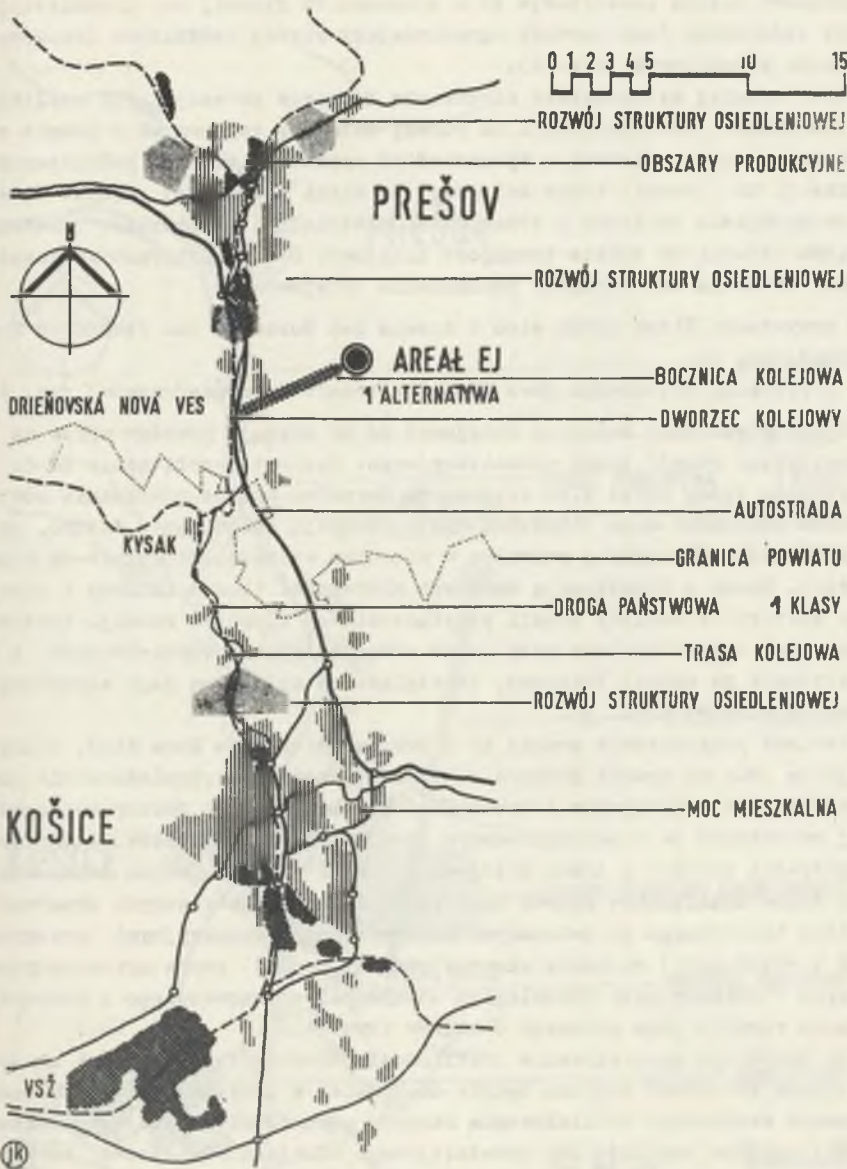 0 1 2 3 4 5 10 15
ROZWÓJ STRUKTURY OSIEDLENIOWEJ
OBSZARY PRODUKCYJNE
PREŠOV
N
ROZWÓJ STRUKTURY OSIEDLENIOWEJ
AREAŁ EJ
1 ALTERNATYWA
BOCZNICA KOLEJOWA
DRIEŇOVSKÁ NOVÁ VES
DWORZEC KOLEJOWY
AUTOSTRADA
KYSAK
GRANICA POWIATU
DROGA PAŃSTWOWA 1 KLASY
TRASA KOLEJOWA
ROZWÓJ STRUKTURY OSIEDLENIOWEJ
MOC MIESZKALNA
KOŠICE
VSŽ
jk